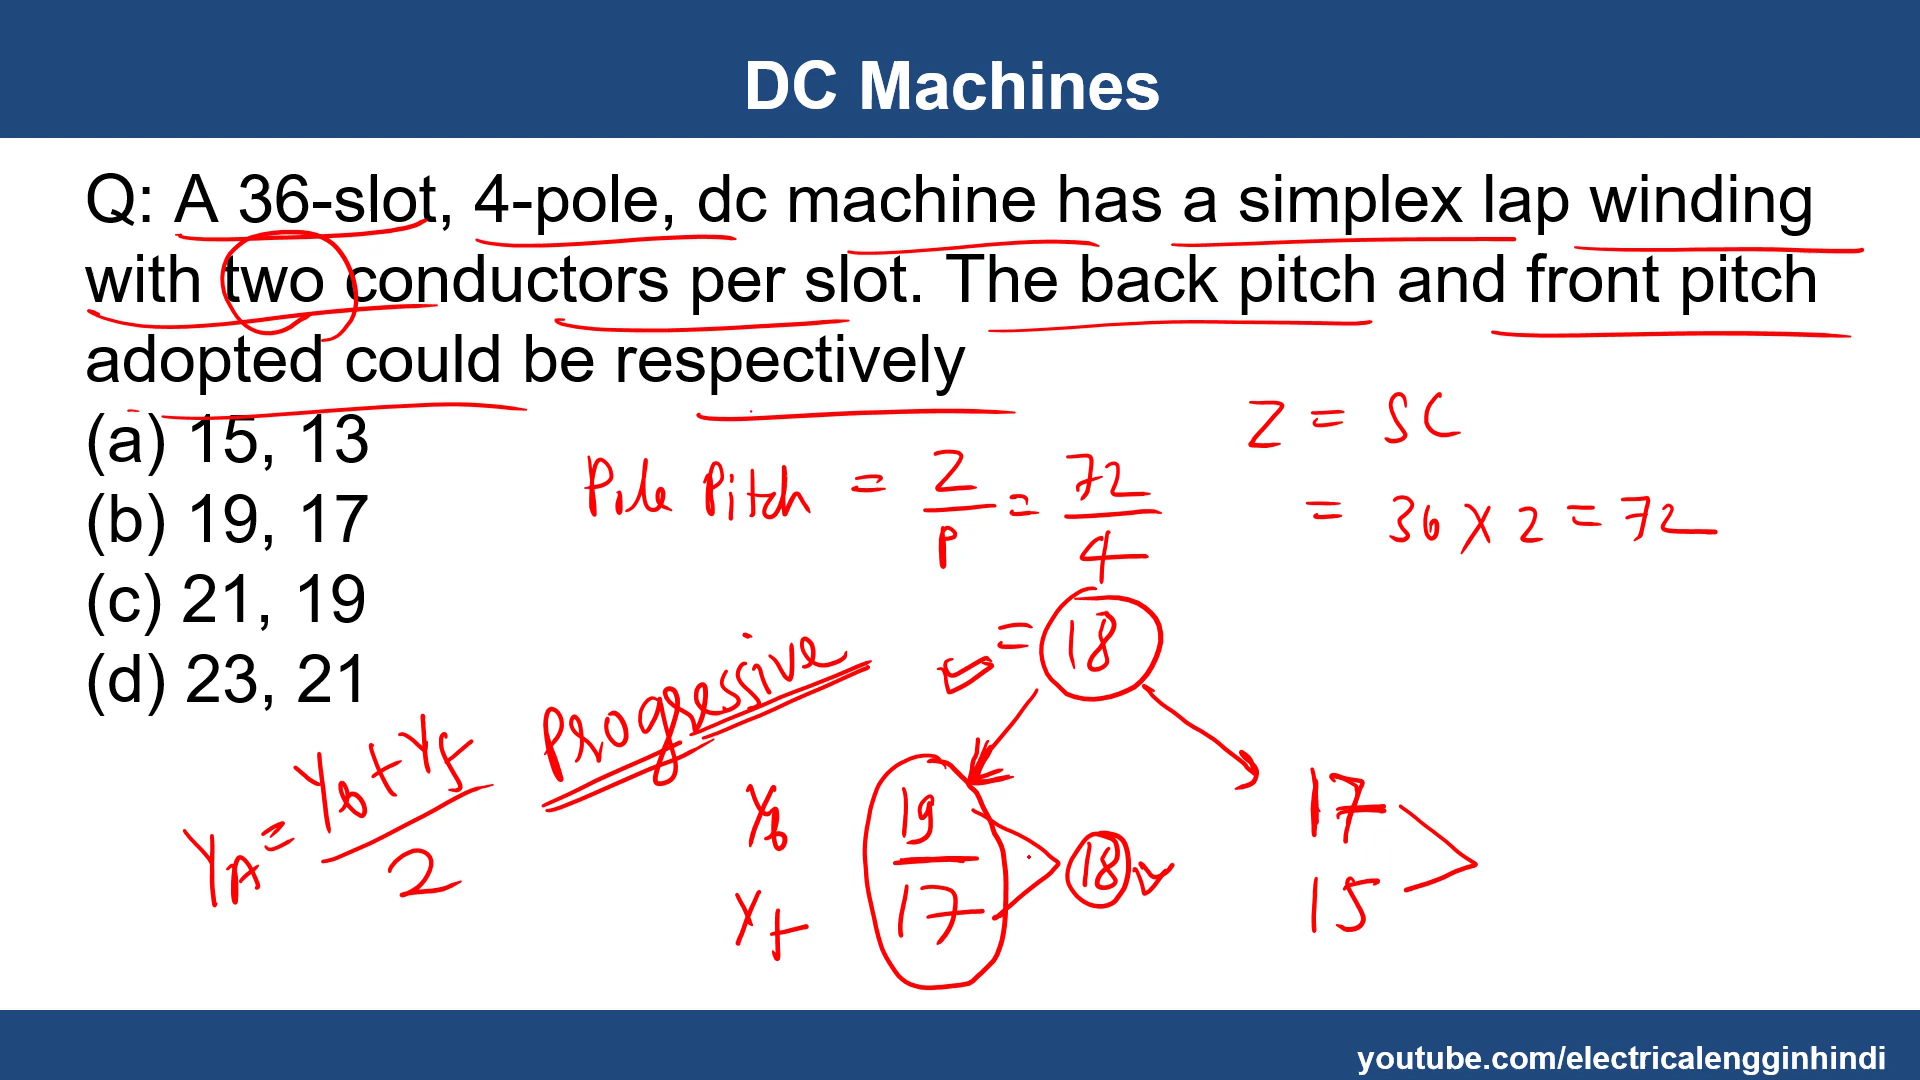 DC Machines
Q: A 36-slot, 4-pole, dc machine has a simplex lap winding
with two conductors per slot. The back pitch and front pitch
adopted could be respectively
(a) 15, 13
(b) 19, 17
(c) 21, 19
(d) 23, 21
Z = SC
= 36 × 2 = 72
Pole Pitch = Z/P = 72/4
= 18
Progressive
YA = Yb + Yf / 2
Yb 19
Yf 17
18
17
15
youtube.com/electricalengginhindi